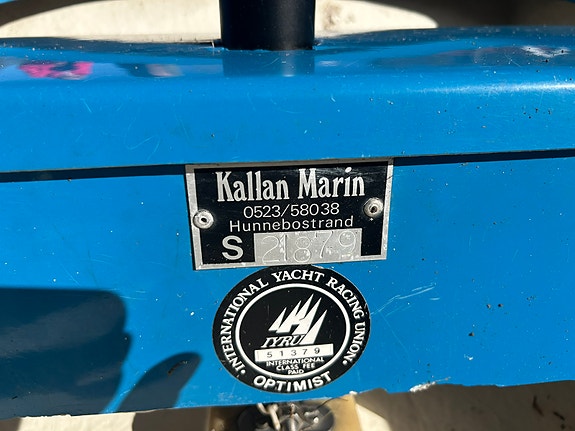 Kallan Marin
0523/58038
Hunnebostrand
S 21879
INTERNATIONAL YACHT RACING UNION
IYRU
51379
INTERNATIONAL
CLASS FEE
PAID
OPTIMIST